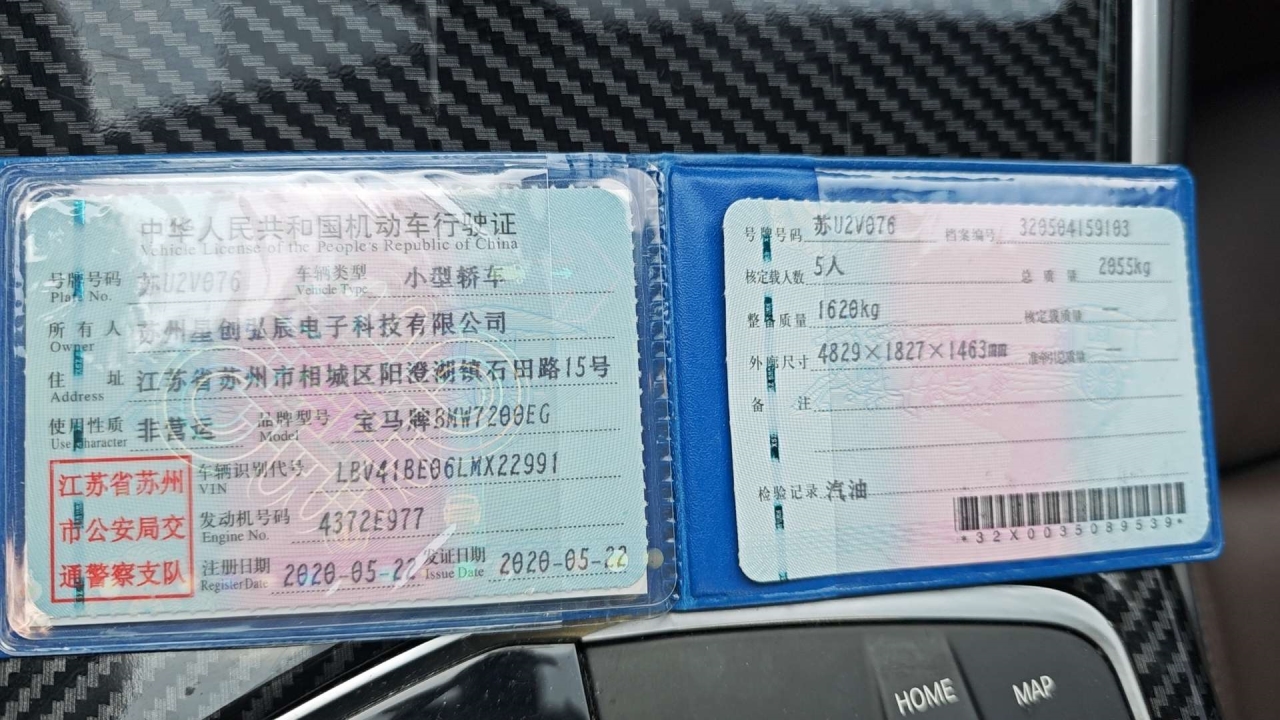 中华人民共和国机动车行驶证
Vehicle License of the People's Republic of China
号牌号码 苏U2V076 车辆类型 小型轿车
Plate No. Vehicle Type
所有人 苏州星创弘辰电子科技有限公司
Owner
住址 江苏省苏州市相城区阳澄湖镇石田路15号
Address
使用性质 非营运 品牌型号 宝马牌BMW7200EG
Use Character Model
江苏省苏州
市公安局交
通警察支队
车辆识别代号 LBV41BE06LMX22991
VIN
发动机号码 4372E977
Engine No.
注册日期 2020-05-22 发证日期 2020-05-22
Register Date Issue Date
号牌号码 苏U2V076 档案编号 320504159103
核定载人数 5人 总质量 2055kg
整备质量 1620kg 核定载质量 —
外廓尺寸 4829×1827×1463mm 准牵引总质量 —
备注
检验记录 汽油
*32X0035089539*
HOME MAP